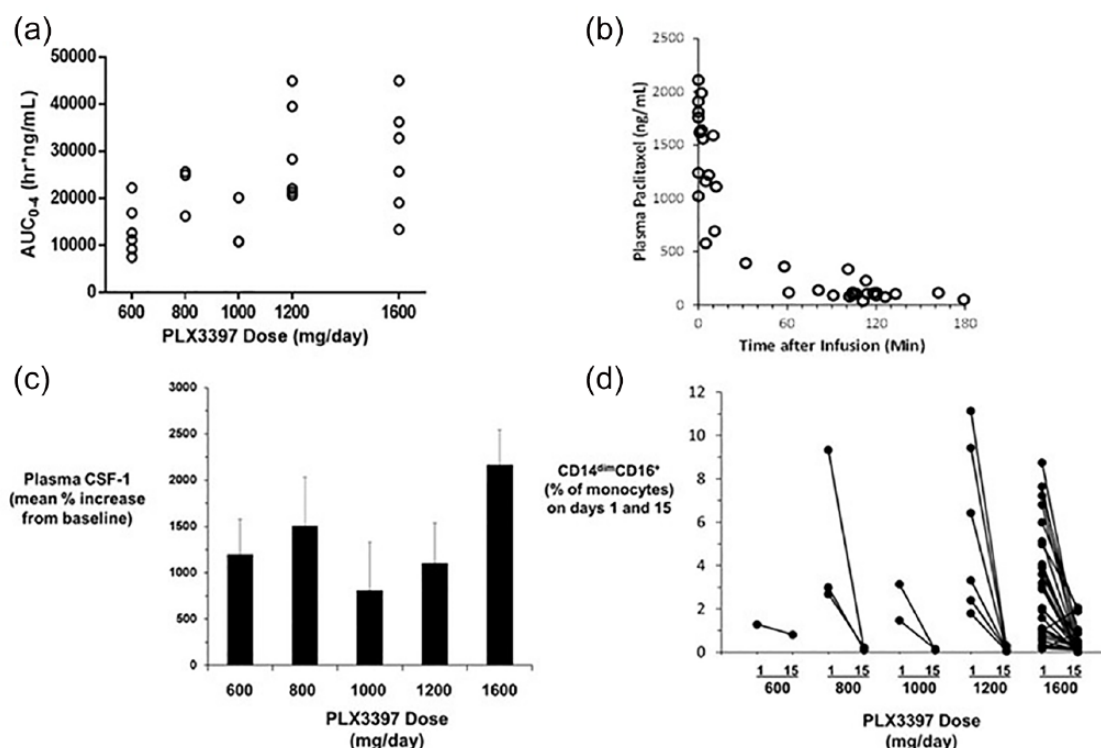 (a)
50000
40000
30000
20000
10000
0
AUC0-4 (hr*ng/mL)
600 800 1000 1200 1600
PLX3397 Dose (mg/day)
(b)
2500
2000
1500
1000
500
0
Plasma Paclitaxel (ng/mL)
0 60 120 180
Time after Infusion (Min)
(c)
3000
2500
2000
1500
1000
500
0
Plasma CSF-1
(mean % increase
from baseline)
600 800 1000 1200 1600
PLX3397 Dose
(mg/day)
(d)
12
10
8
6
4
2
0
CD14dimCD16+
(% of monocytes)
on days 1 and 15
1 15 1 15 1 15 1 15 1 15
600 800 1000 1200 1600
PLX3397 Dose
(mg/day)